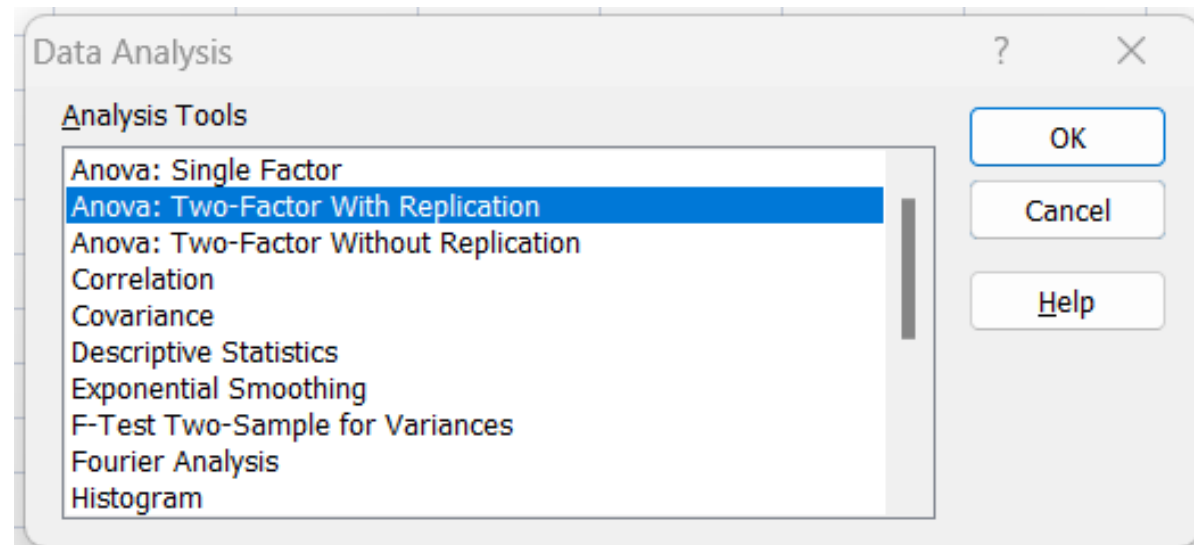 Data Analysis
? ×
Analysis Tools
OK
Anova: Single Factor
Anova: Two-Factor With Replication
Cancel
Anova: Two-Factor Without Replication
Correlation
Help
Covariance
Descriptive Statistics
Exponential Smoothing
F-Test Two-Sample for Variances
Fourier Analysis
Histogram